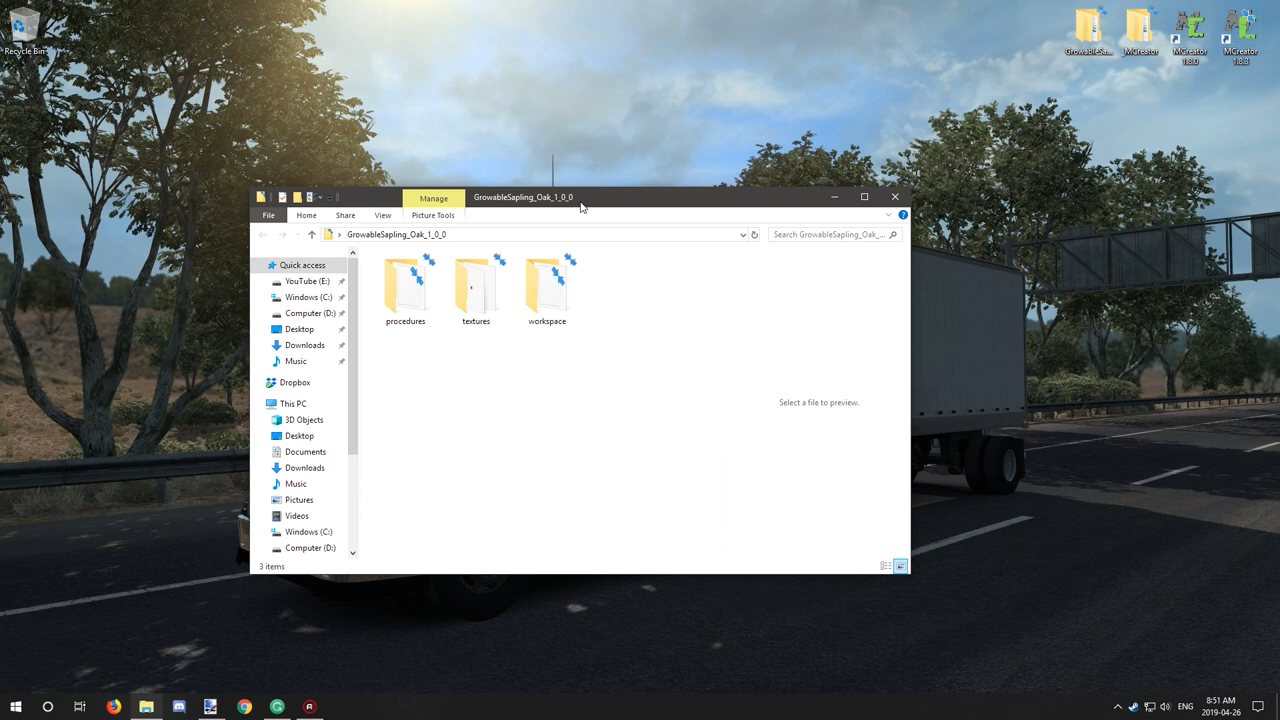 Recycle Bin
GrowableSa...
_MCreator
MCreator
1.8.0
MCreator
1.8.3
Manage
GrowableSapling_Oak_1_0_0
File
Home
Share
View
Picture Tools
GrowableSapling_Oak_1_0_0
Search GrowableSapling_Oak_...
Quick access
YouTube (E:)
Windows (C:)
Computer (D:)
Desktop
Downloads
Music
Dropbox
This PC
3D Objects
Desktop
Documents
Downloads
Music
Pictures
Videos
Windows (C:)
Computer (D:)
procedures
textures
workspace
Select a file to preview.
3 items
ENG
8:51 AM
2019-04-26